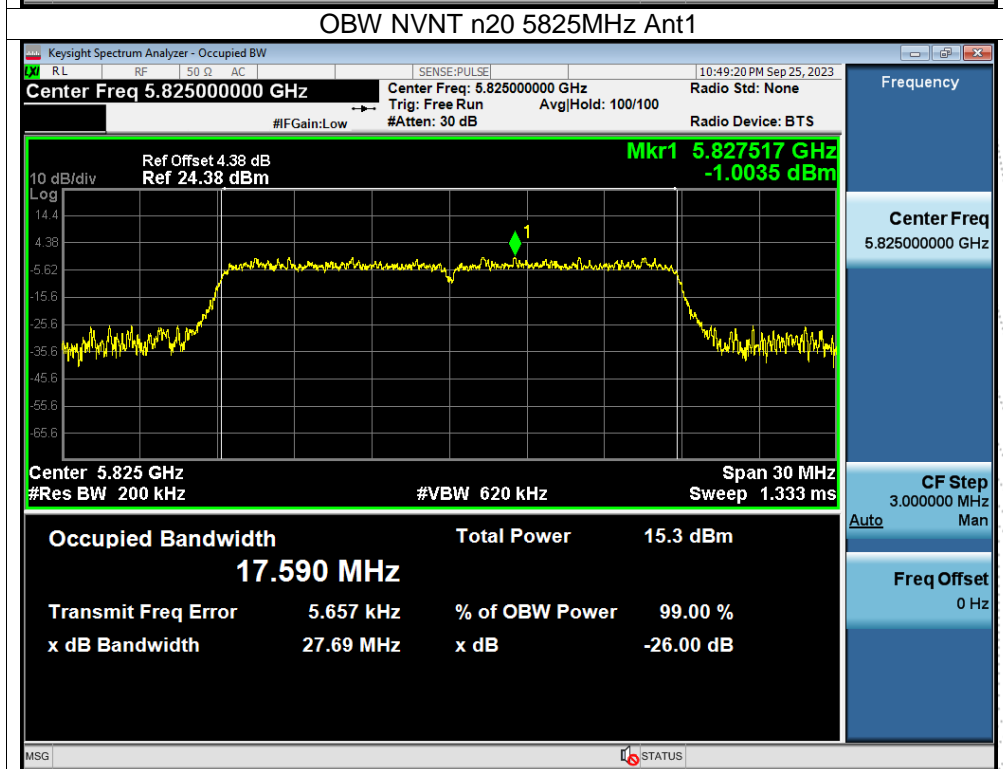 OBW NVNT n20 5825MHz Ant1
Keysight Spectrum Analyzer - Occupied BW
LXI RL RF 50 Ω AC SENSE:PULSE 10:49:20 PM Sep 25, 2023
Center Freq 5.825000000 GHz
Center Freq: 5.825000000 GHz
Radio Std: None
Trig: Free Run Avg|Hold: 100/100
#IFGain:Low #Atten: 30 dB Radio Device: BTS
Mkr1 5.827517 GHz
-1.0035 dBm
Ref Offset 4.38 dB
10 dB/div Ref 24.38 dBm
Log
14.4
4.38
-5.62
-15.6
-25.6
-35.6
-45.6
-55.6
-65.6
1
Center 5.825 GHz Span 30 MHz
#Res BW 200 kHz #VBW 620 kHz Sweep 1.333 ms
Occupied Bandwidth Total Power 15.3 dBm
17.590 MHz
Transmit Freq Error 5.657 kHz % of OBW Power 99.00 %
x dB Bandwidth 27.69 MHz x dB -26.00 dB
Frequency
Center Freq
5.825000000 GHz
CF Step
3.000000 MHz
Auto Man
Freq Offset
0 Hz
MSG STATUS